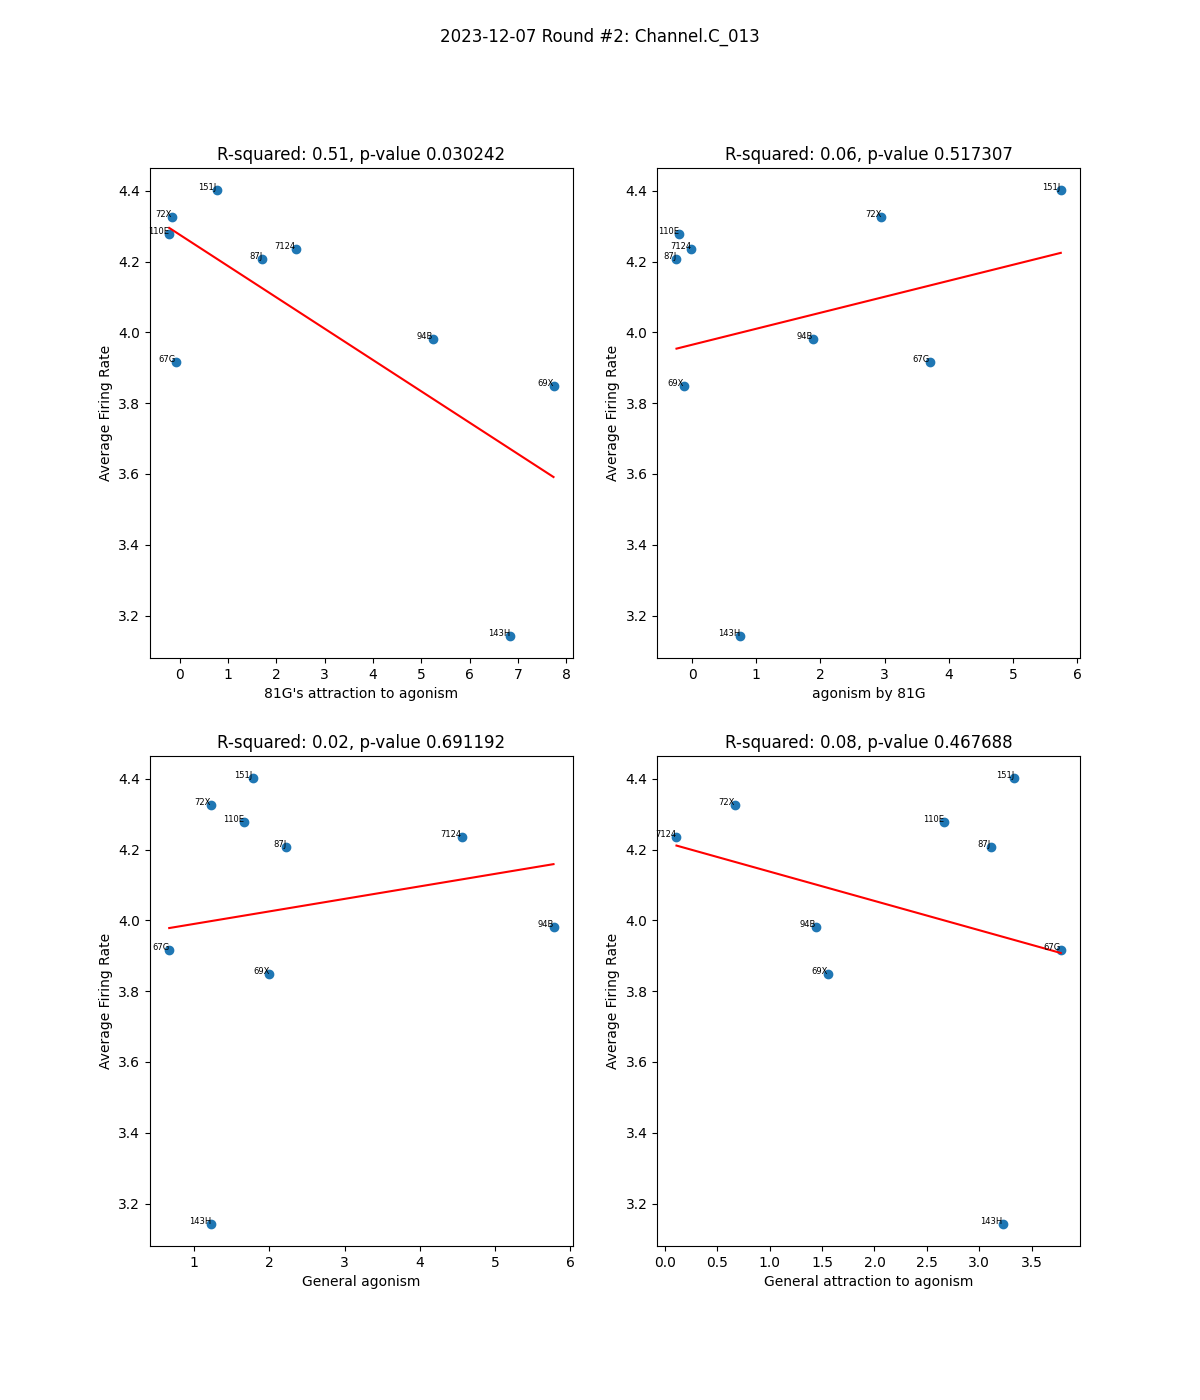 2023-12-07 Round #2: Channel.C_013
R-squared: 0.51, p-value 0.030242
Average Firing Rate
4.4
4.2
4.0
3.8
3.6
3.4
3.2
151J
72X
110E
7124
87J
94B
67G
69X
143H
0 1 2 3 4 5 6 7 8
81G's attraction to agonism
R-squared: 0.06, p-value 0.517307
Average Firing Rate
4.4
4.2
4.0
3.8
3.6
3.4
3.2
151J
72X
110E
7124
87J
94B
67G
69X
143H
0 1 2 3 4 5 6
agonism by 81G
R-squared: 0.02, p-value 0.691192
Average Firing Rate
4.4
4.2
4.0
3.8
3.6
3.4
3.2
151J
72X
110E
7124
87J
94B
67G
69X
143H
1 2 3 4 5 6
General agonism
R-squared: 0.08, p-value 0.467688
Average Firing Rate
4.4
4.2
4.0
3.8
3.6
3.4
3.2
151J
72X
110E
7124
87J
94B
67G
69X
143H
0.0 0.5 1.0 1.5 2.0 2.5 3.0 3.5
General attraction to agonism